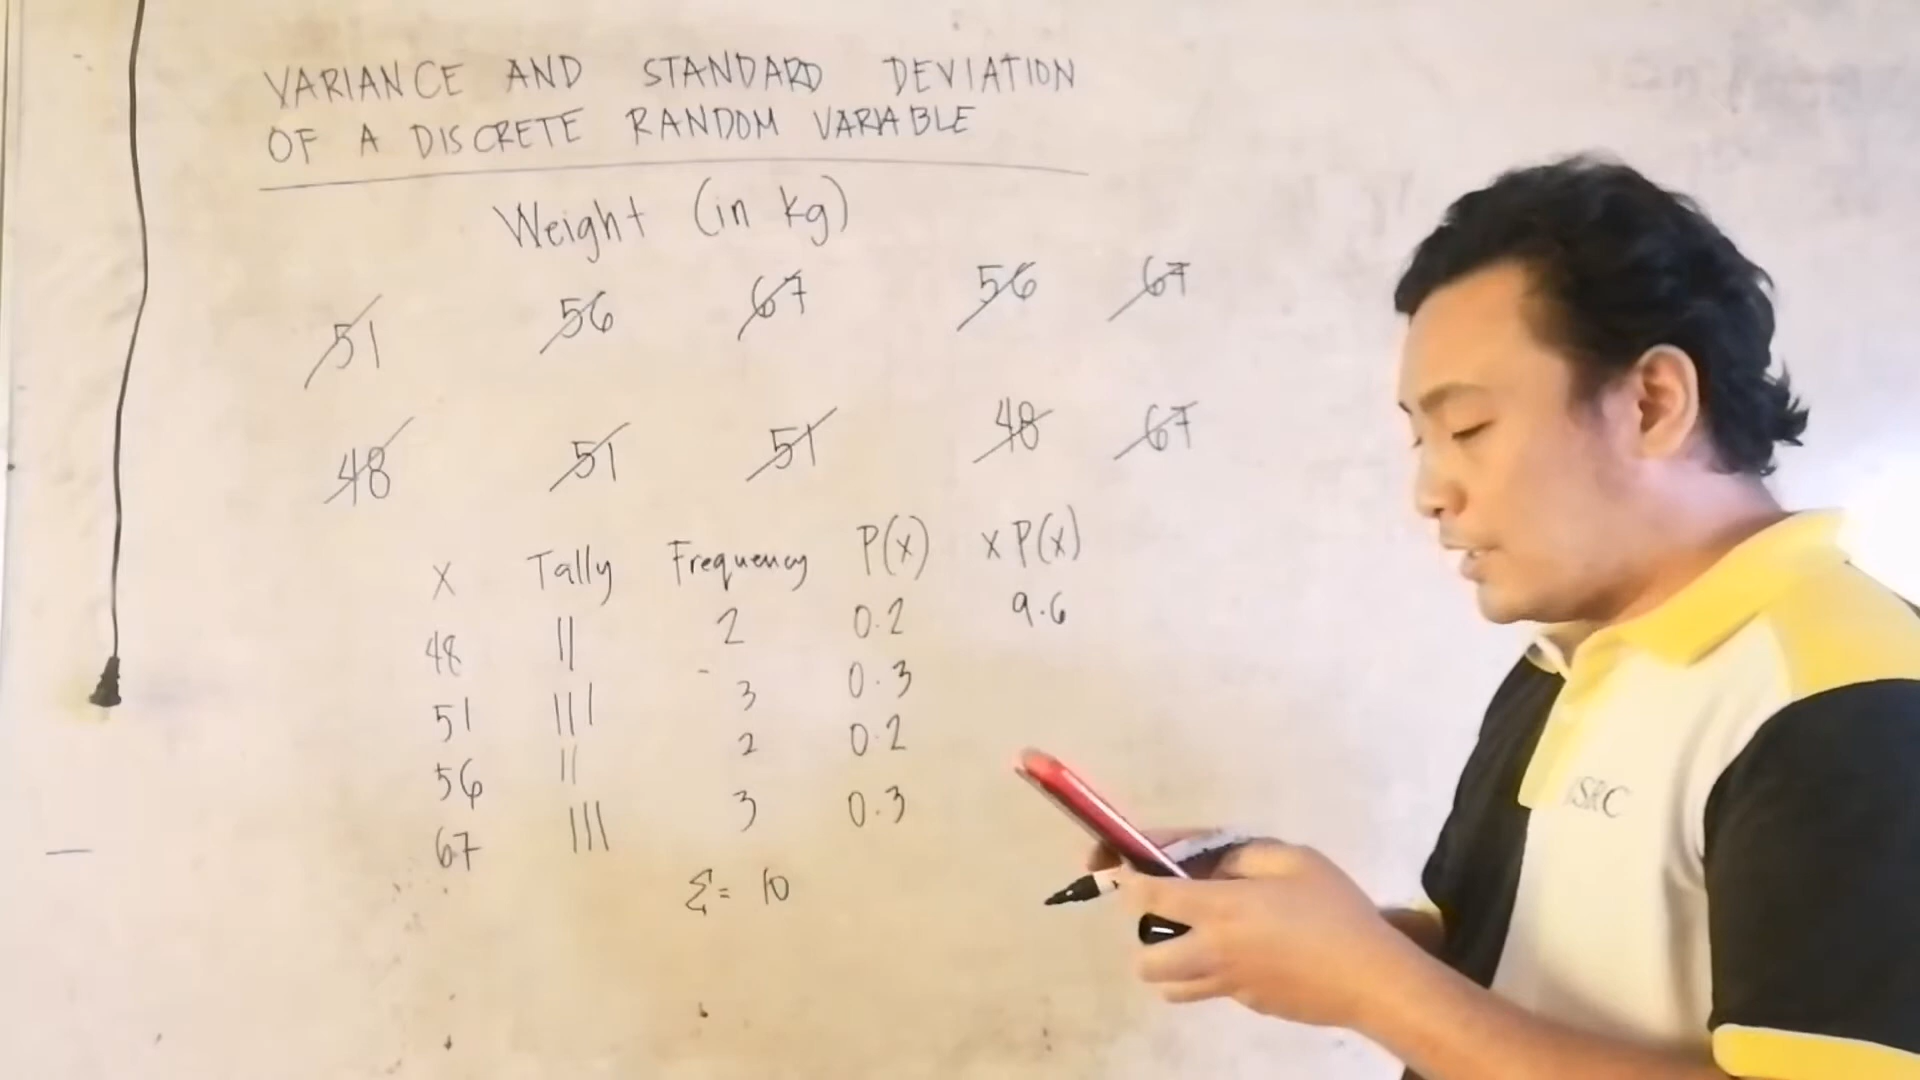 VARIANCE AND STANDARD DEVIATION
OF A DISCRETE RANDOM VARIABLE
Weight (in kg)
51 56 67 56 67
48 51 51 48 67
X Tally Frequency P(x) x P(x)
48 || 2 0.2 9.6
51 ||| 3 0.3
56 || 2 0.2
67 ||| 3 0.3
Σ = 10